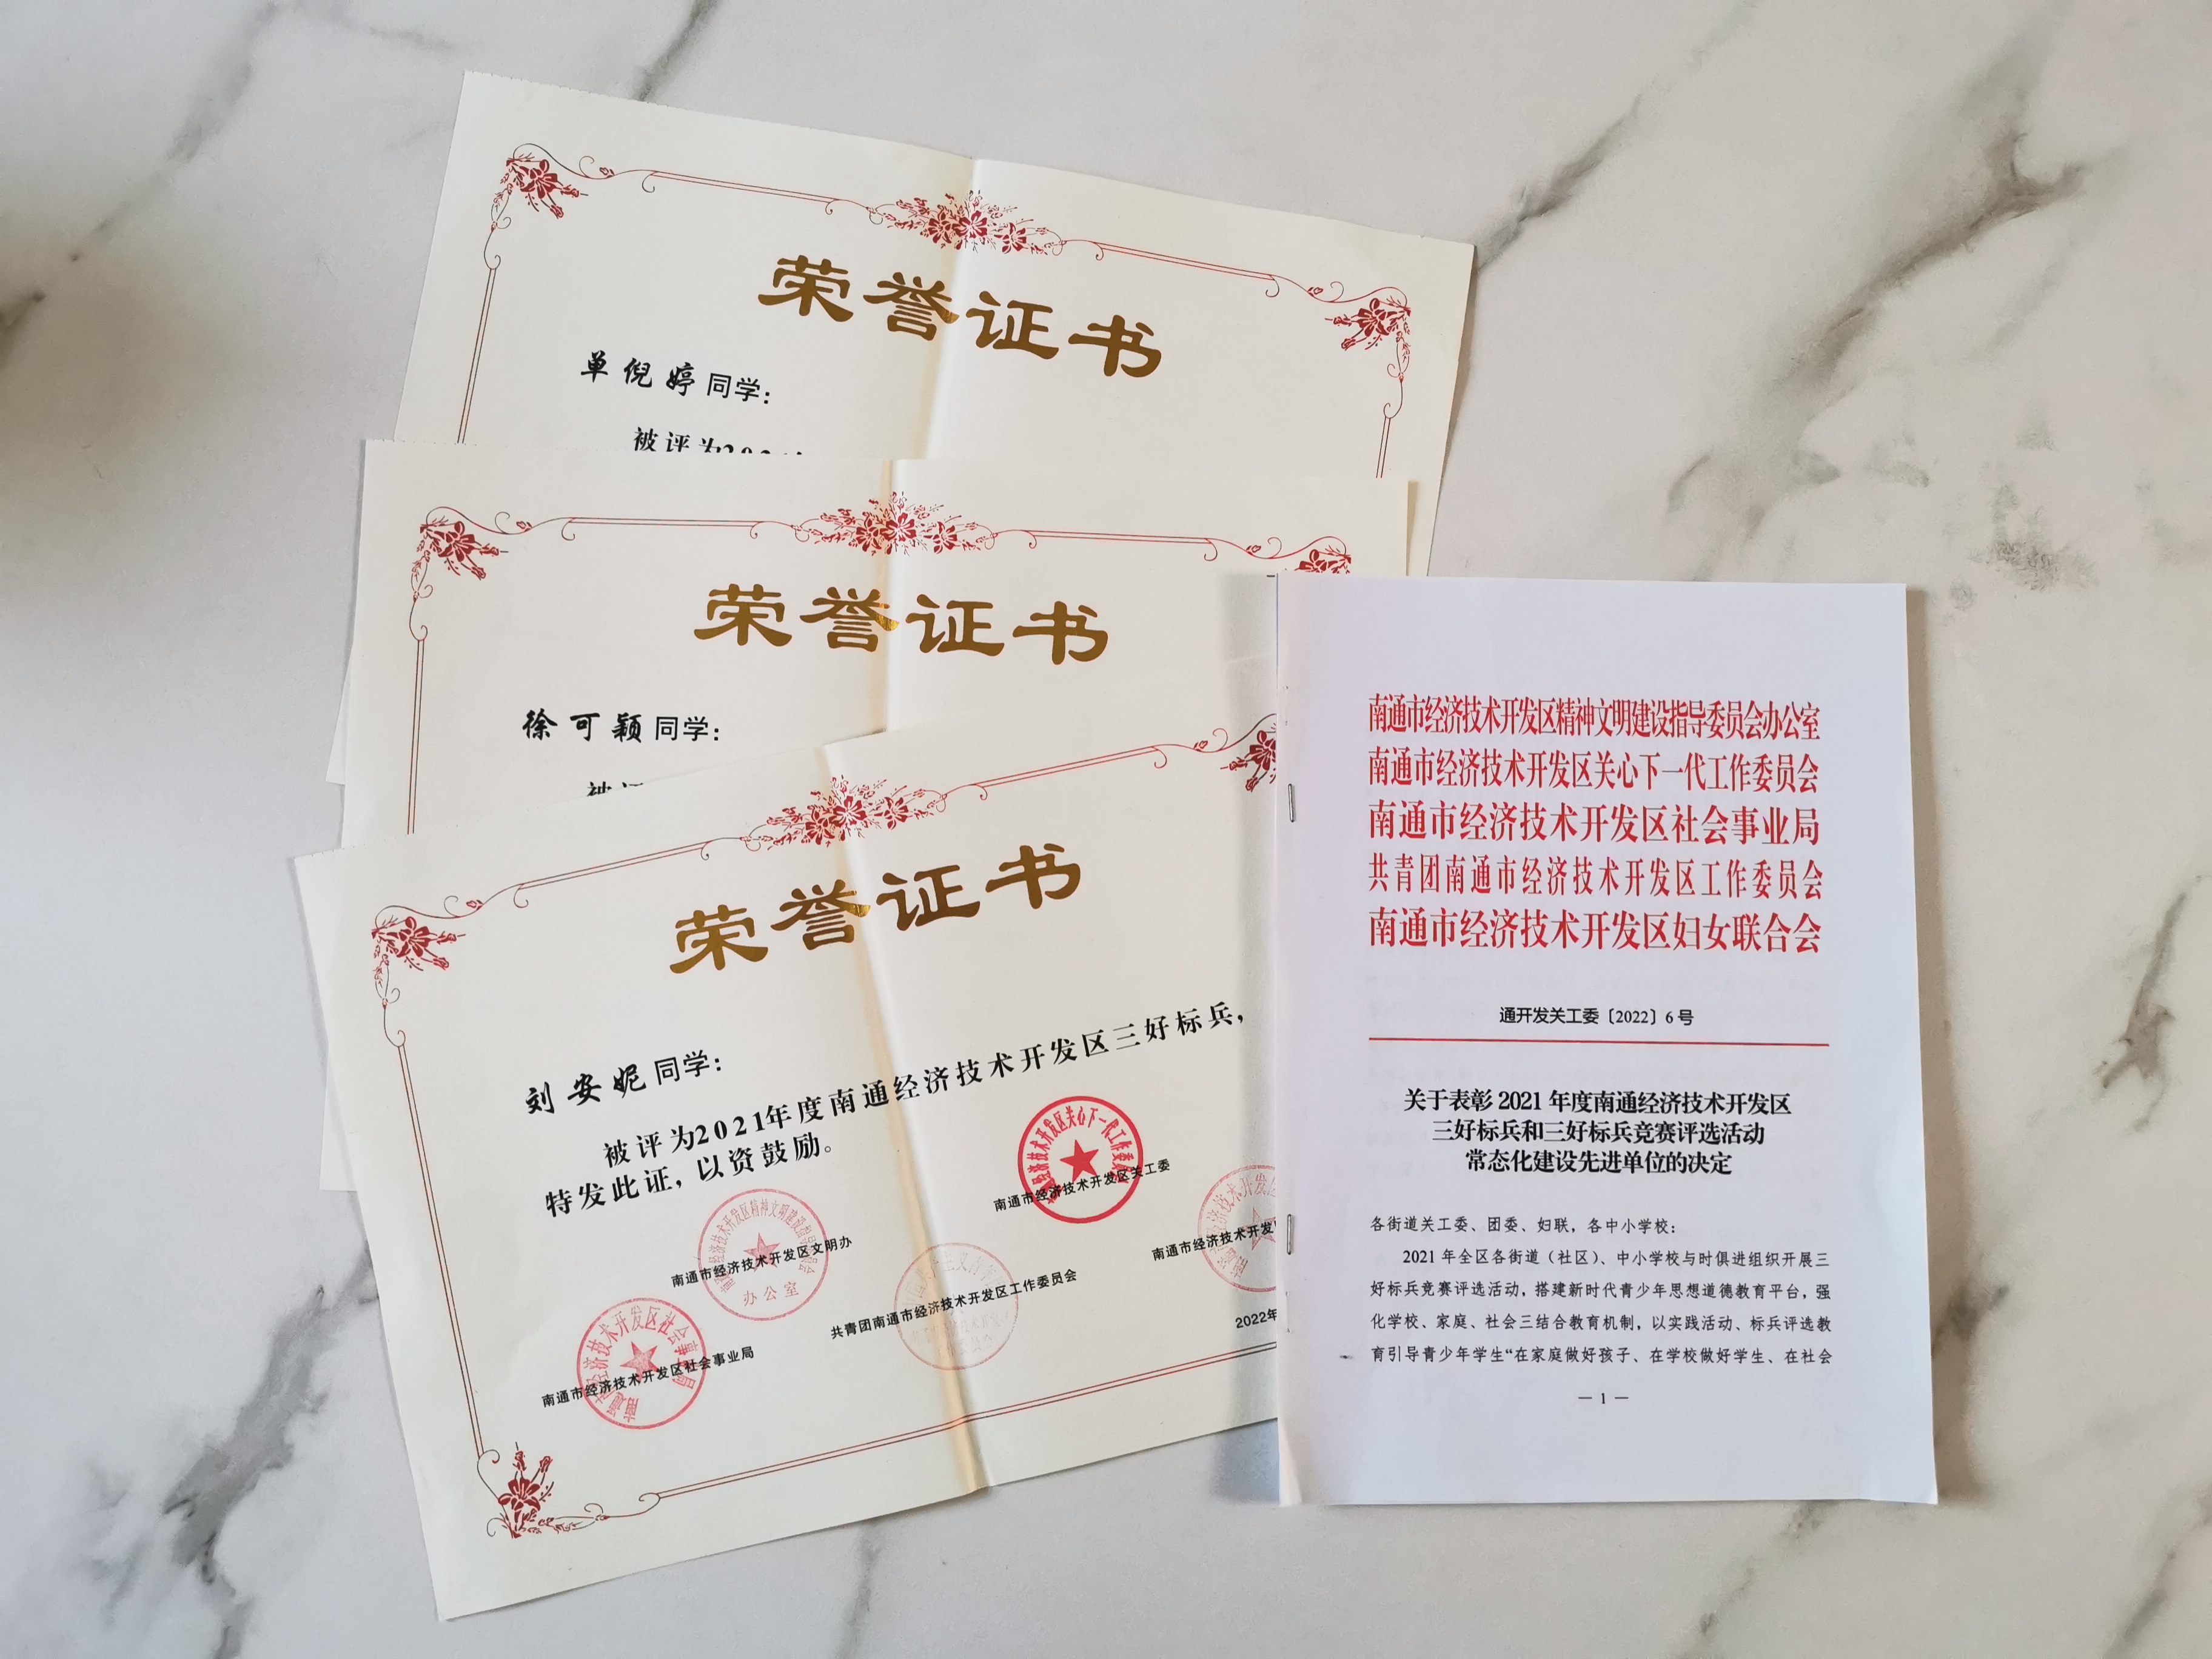 荣誉证书
单倪婷同学：
被评为202
荣誉证书
徐可颖同学：
被
荣誉证书
刘安妮同学：
被评为2021年度南通经济技术开发区三好标兵，
特发此证，以资鼓励。
南通市经济技术开发区关工委
南通市经济技术开发区文明办
办公室
南通市经济技术开发
共青团南通市经济技术开发区工作委员会
2022年
南通市经济技术开发区社会事业局
南通市经济技术开发区精神文明建设指导委员会办公室
南通市经济技术开发区关心下一代工作委员会
南通市经济技术开发区社会事业局
共青团南通市经济技术开发区工作委员会
南通市经济技术开发区妇女联合会
通开发关工委〔2022〕6号
关于表彰2021年度南通经济技术开发区
三好标兵和三好标兵竞赛评选活动
常态化建设先进单位的决定
各街道关工委、团委、妇联，各中小学校：
2021年全区各街道（社区）、中小学校与时俱进组织开展三
好标兵竞赛评选活动，搭建新时代青少年思想道德教育平台，强
化学校、家庭、社会三结合教育机制，以实践活动、标兵评选教
育引导青少年学生“在家庭做好孩子、在学校做好学生、在社会
— 1 —